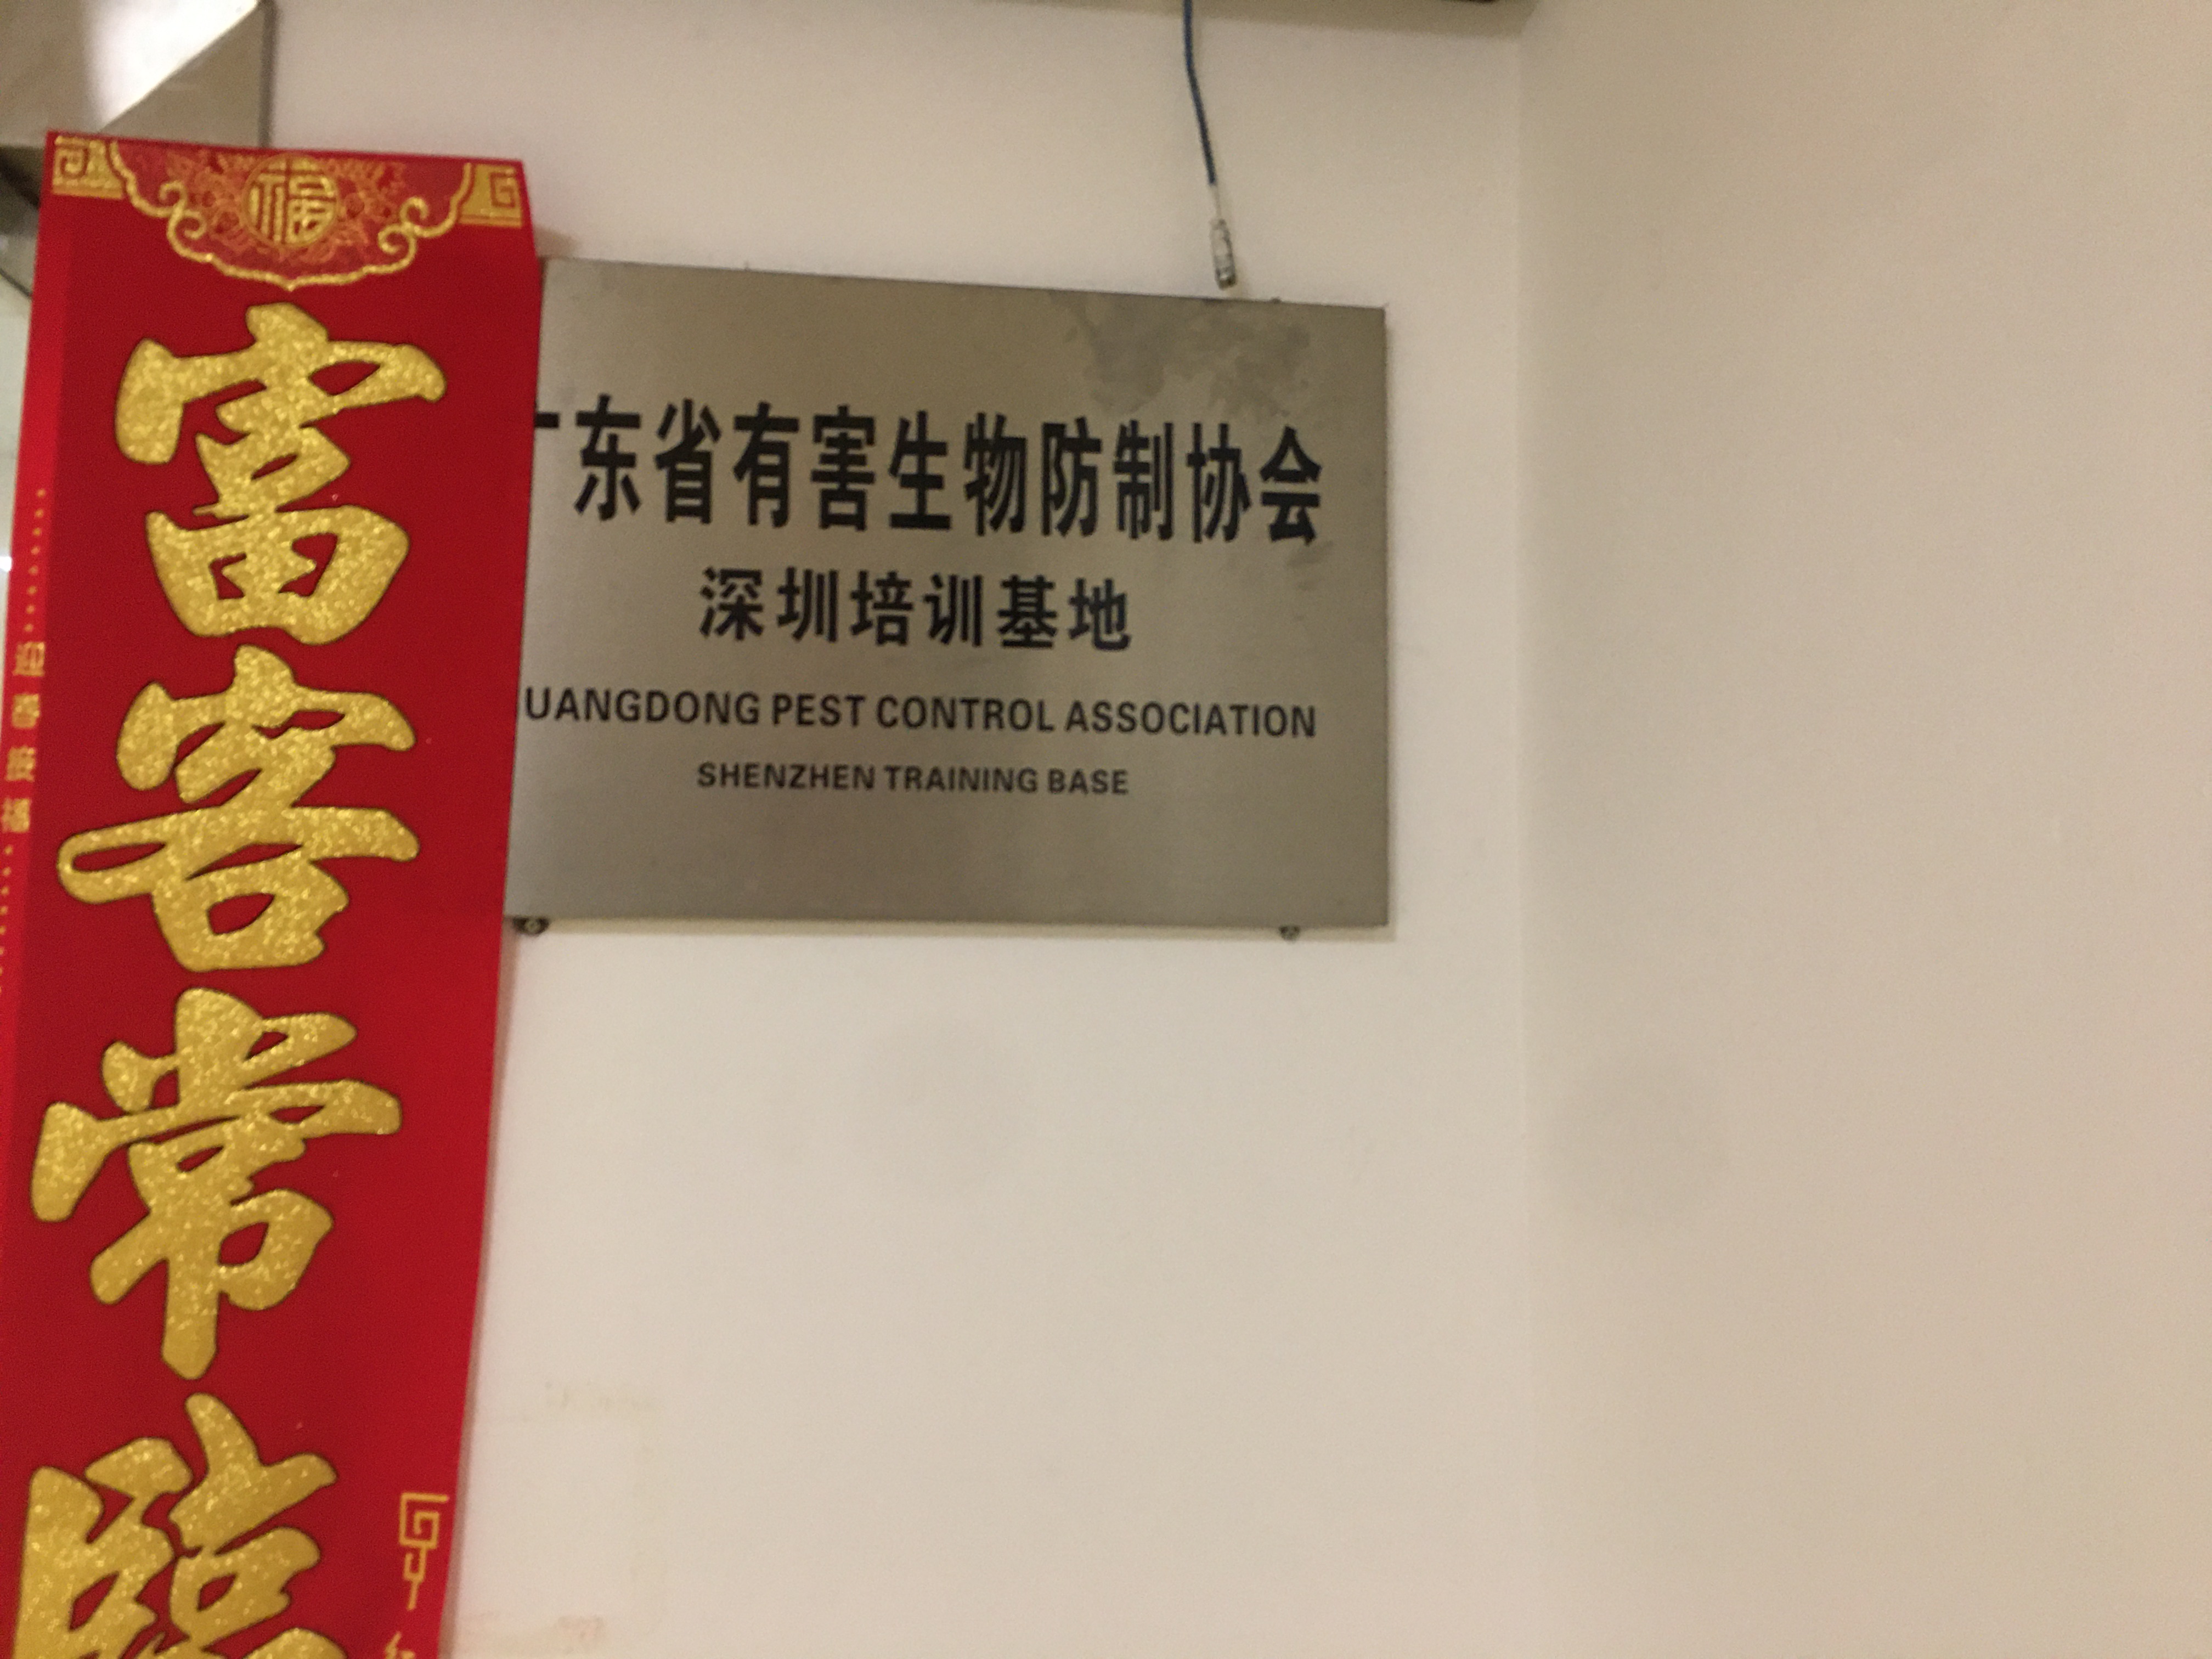 福
富客常臨
迎春接福
东省有害生物防制协会
深圳培训基地
UANGDONG PEST CONTROL ASSOCIATION
SHENZHEN TRAINING BASE